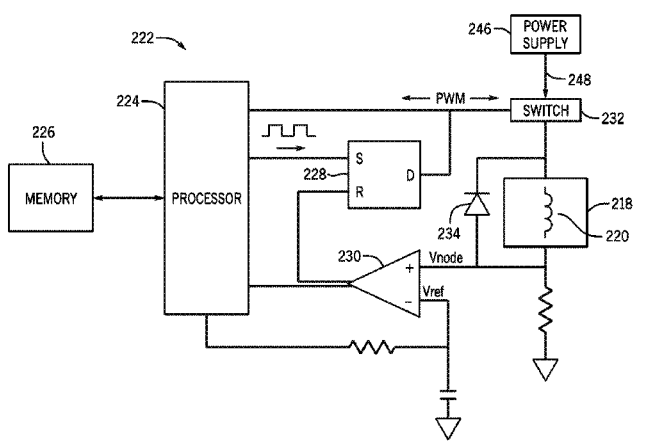 246
POWER
SUPPLY
222
248
224
PWM
SWITCH
232
226
S
228
D
R
MEMORY
PROCESSOR
234
218
220
230
Vnode
+
Vref
−